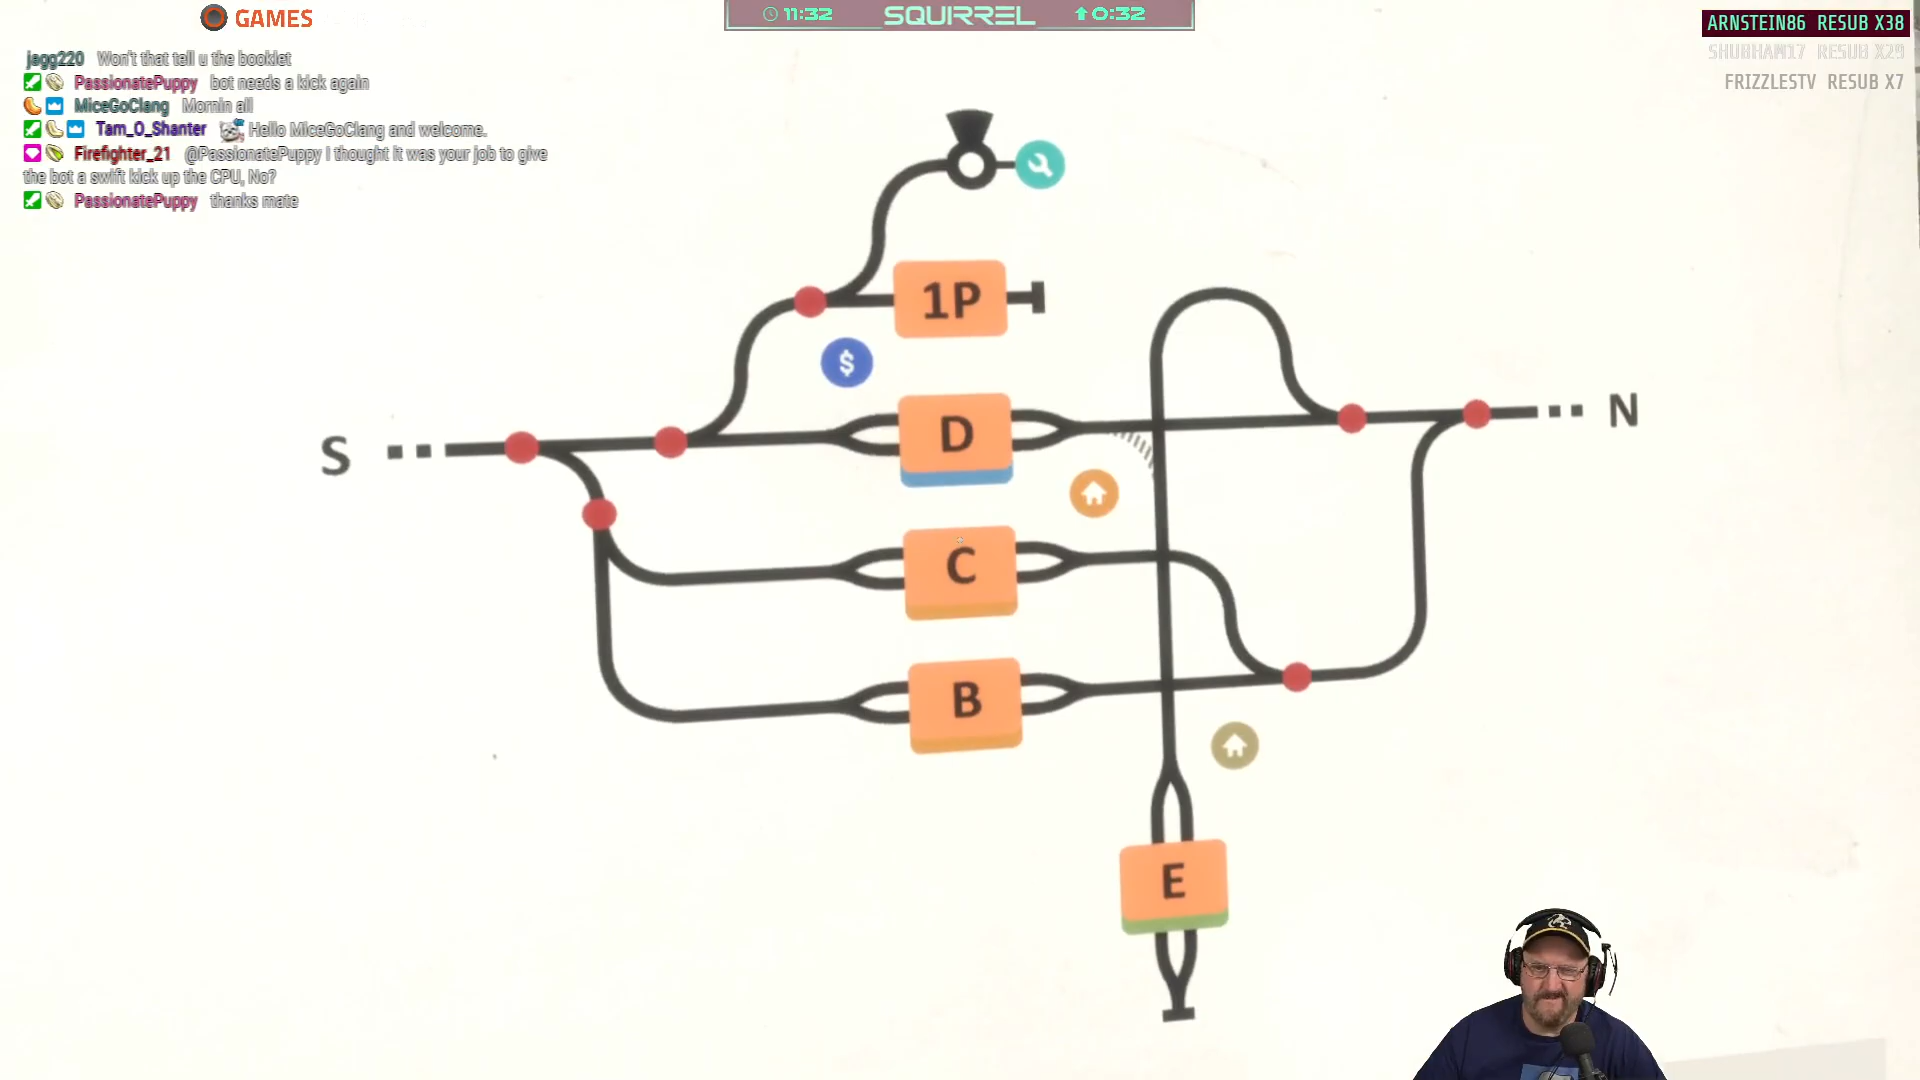 GAMES
11:32
SQUIRREL
0:32
ARNSTEIN86 RESUB X38
SHUBHAM17 RESUB X29
FRIZZLESTV RESUB X7
jagg220 Won't that tell u the booklet
PassionatePuppy bot needs a kick again
MiceGoClang Mornin all
Tam_O_Shanter Hello MiceGoClang and welcome.
Firefighter_21 @PassionatePuppy I thought it was your job to give
the bot a swift kick up the CPU, No?
PassionatePuppy thanks mate
1P
$
D
S
N
C
B
E